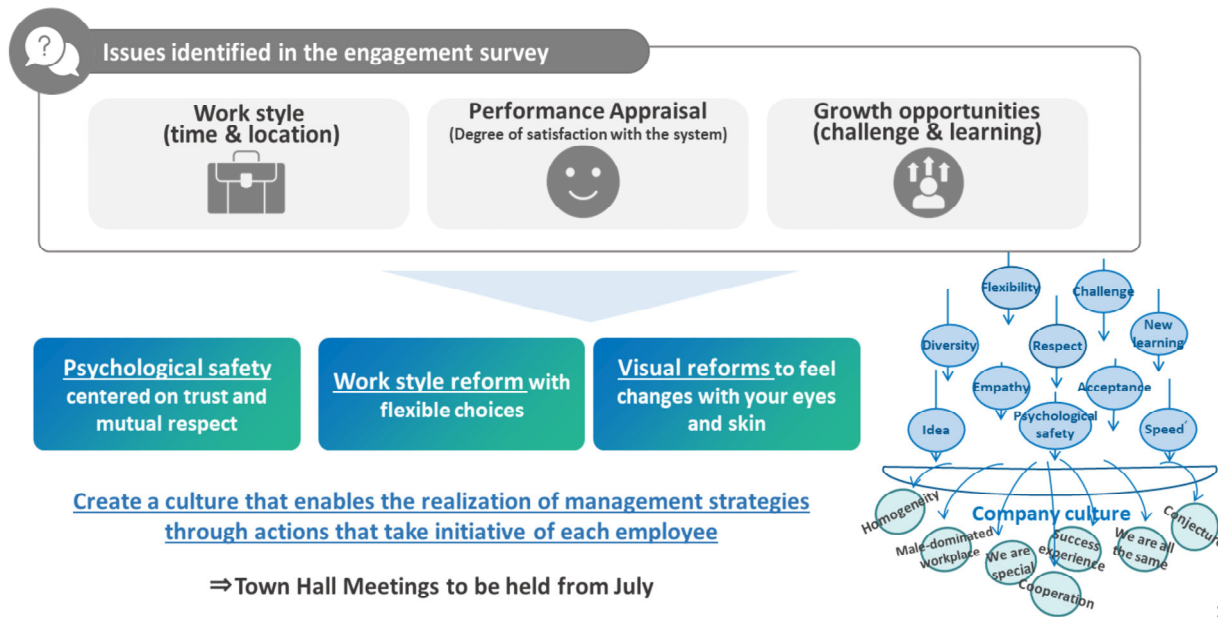 ?
Issues identified in the engagement survey
Work style
(time & location)
Performance Appraisal
(Degree of satisfaction with the system)
Growth opportunities
(challenge & learning)
Psychological safety
centered on trust and
mutual respect
Work style reform with
flexible choices
Visual reforms to feel
changes with your eyes
and skin
Create a culture that enables the realization of management strategies
through actions that take initiative of each employee
⇒Town Hall Meetings to be held from July
Flexibility
Challenge
Diversity
Respect
New
learning
Empathy
Acceptance
Idea
Psychological
safety
Speed
Company culture
Homogeneity
Male-dominated
workplace
We are
special
Success
experience
Cooperation
We are all
the same
Conjecture